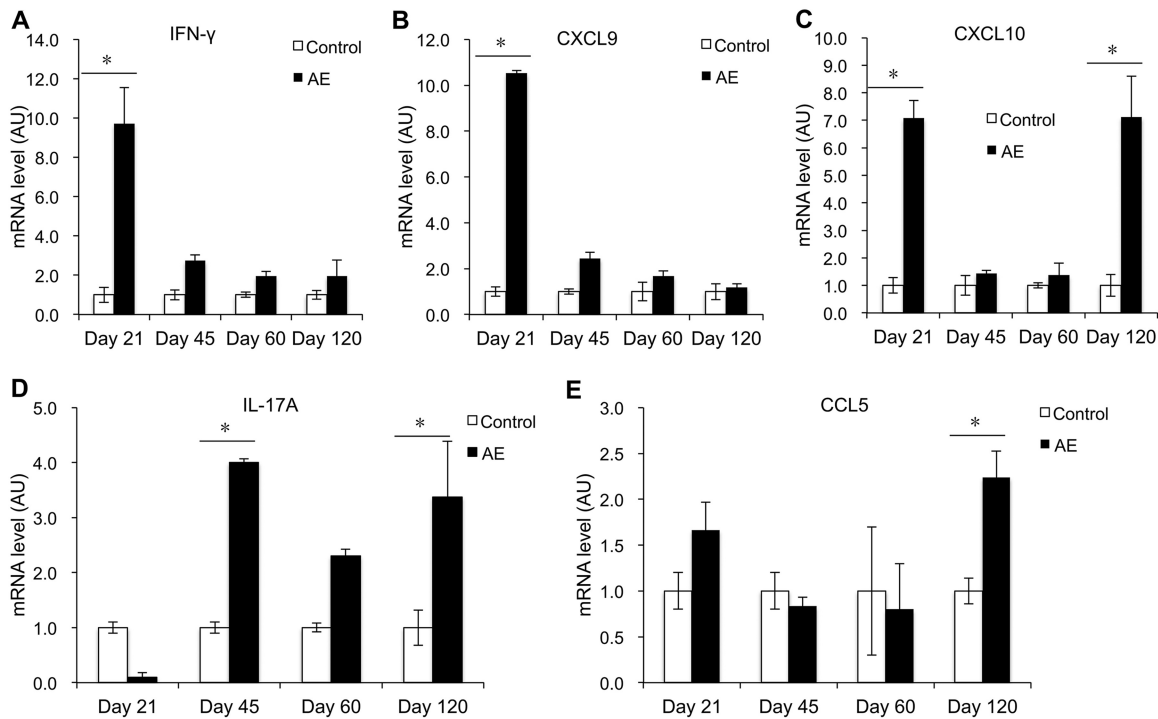 A
IFN-γ
Control
AE
*
mRNA level (AU)
14.0
12.0
10.0
8.0
6.0
4.0
2.0
0.0
Day 21 Day 45 Day 60 Day 120
B
CXCL9
Control
AE
*
mRNA level (AU)
12.0
10.0
8.0
6.0
4.0
2.0
0.0
Day 21 Day 45 Day 60 Day 120
C
CXCL10
Control
AE
*
*
mRNA level (AU)
10.0
9.0
8.0
7.0
6.0
5.0
4.0
3.0
2.0
1.0
0.0
Day 21 Day 45 Day 60 Day 120
D
IL-17A
Control
AE
*
*
mRNA level (AU)
5.0
4.0
3.0
2.0
1.0
0.0
Day 21 Day 45 Day 60 Day 120
E
CCL5
Control
AE
*
mRNA level (AU)
3.0
2.5
2.0
1.5
1.0
0.5
0.0
Day 21 Day 45 Day 60 Day 120